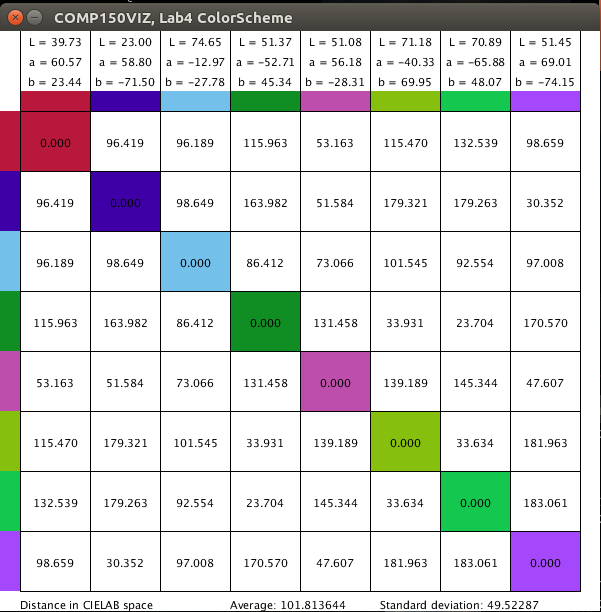 COMP150VIZ, Lab4 ColorScheme
L = 39.73 L = 23.00 L = 74.65 L = 51.37 L = 51.08 L = 71.18 L = 70.89 L = 51.45
a = 60.57 a = 58.80 a = −12.97 a = −52.71 a = 56.18 a = −40.33 a = −65.88 a = 69.01
b = 23.44 b = −71.50 b = −27.78 b = 45.34 b = −28.31 b = 69.95 b = 48.07 b = −74.15
0.000 96.419 96.189 115.963 53.163 115.470 132.539 98.659
96.419 0.000 98.649 163.982 51.584 179.321 179.263 30.352
96.189 98.649 0.000 86.412 73.066 101.545 92.554 97.008
115.963 163.982 86.412 0.000 131.458 33.931 23.704 170.570
53.163 51.584 73.066 131.458 0.000 139.189 145.344 47.607
115.470 179.321 101.545 33.931 139.189 0.000 33.634 181.963
132.539 179.263 92.554 23.704 145.344 33.634 0.000 183.061
98.659 30.352 97.008 170.570 47.607 181.963 183.061 0.000
Distance in CIELAB space Average: 101.813644 Standard deviation: 49.52287